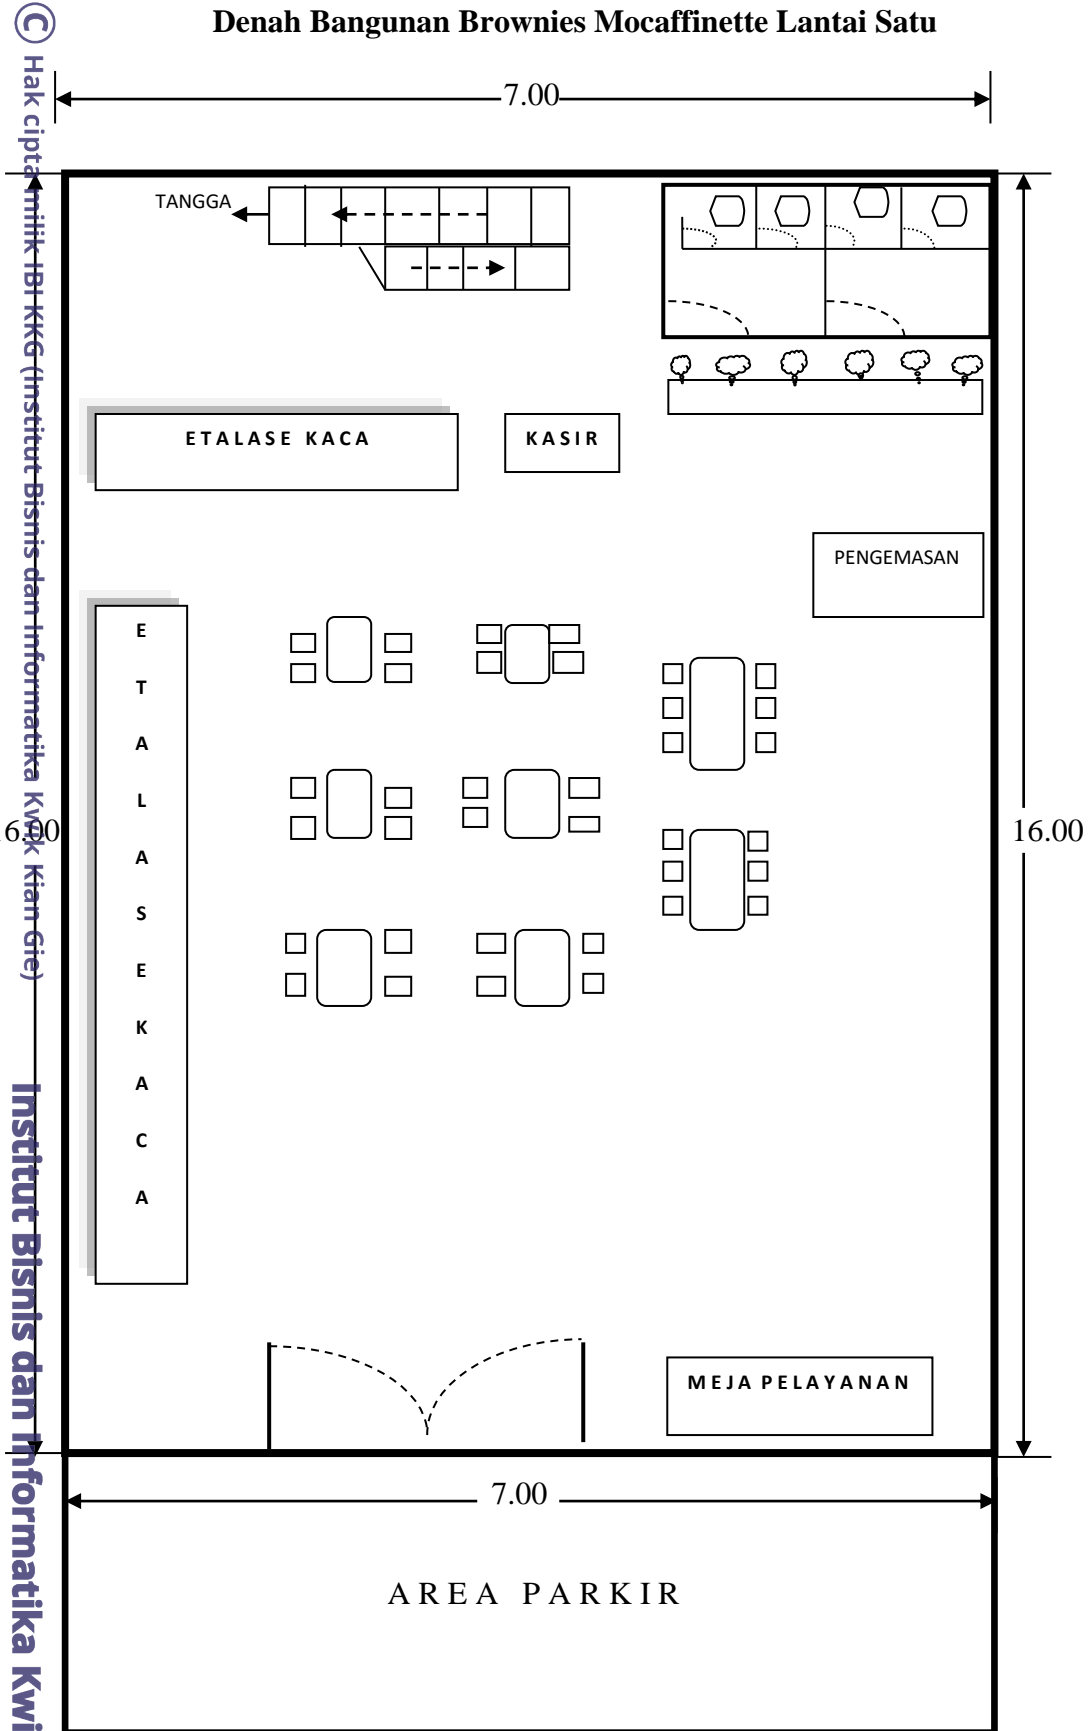 Denah Bangunan Brownies Mocaffinette Lantai Satu
7.00
TANGGA
ETALASE KACA
KASIR
PENGEMASAN
E
T
A
L
A
S
E
K
A
C
A
6.00
16.00
MEJA PELAYANAN
7.00
AREA PARKIR
© Hak cipta milik IBI KKG (Institut Bisnis dan Informatika Kwik Kian Gie)
Institut Bisnis dan Informatika Kwi